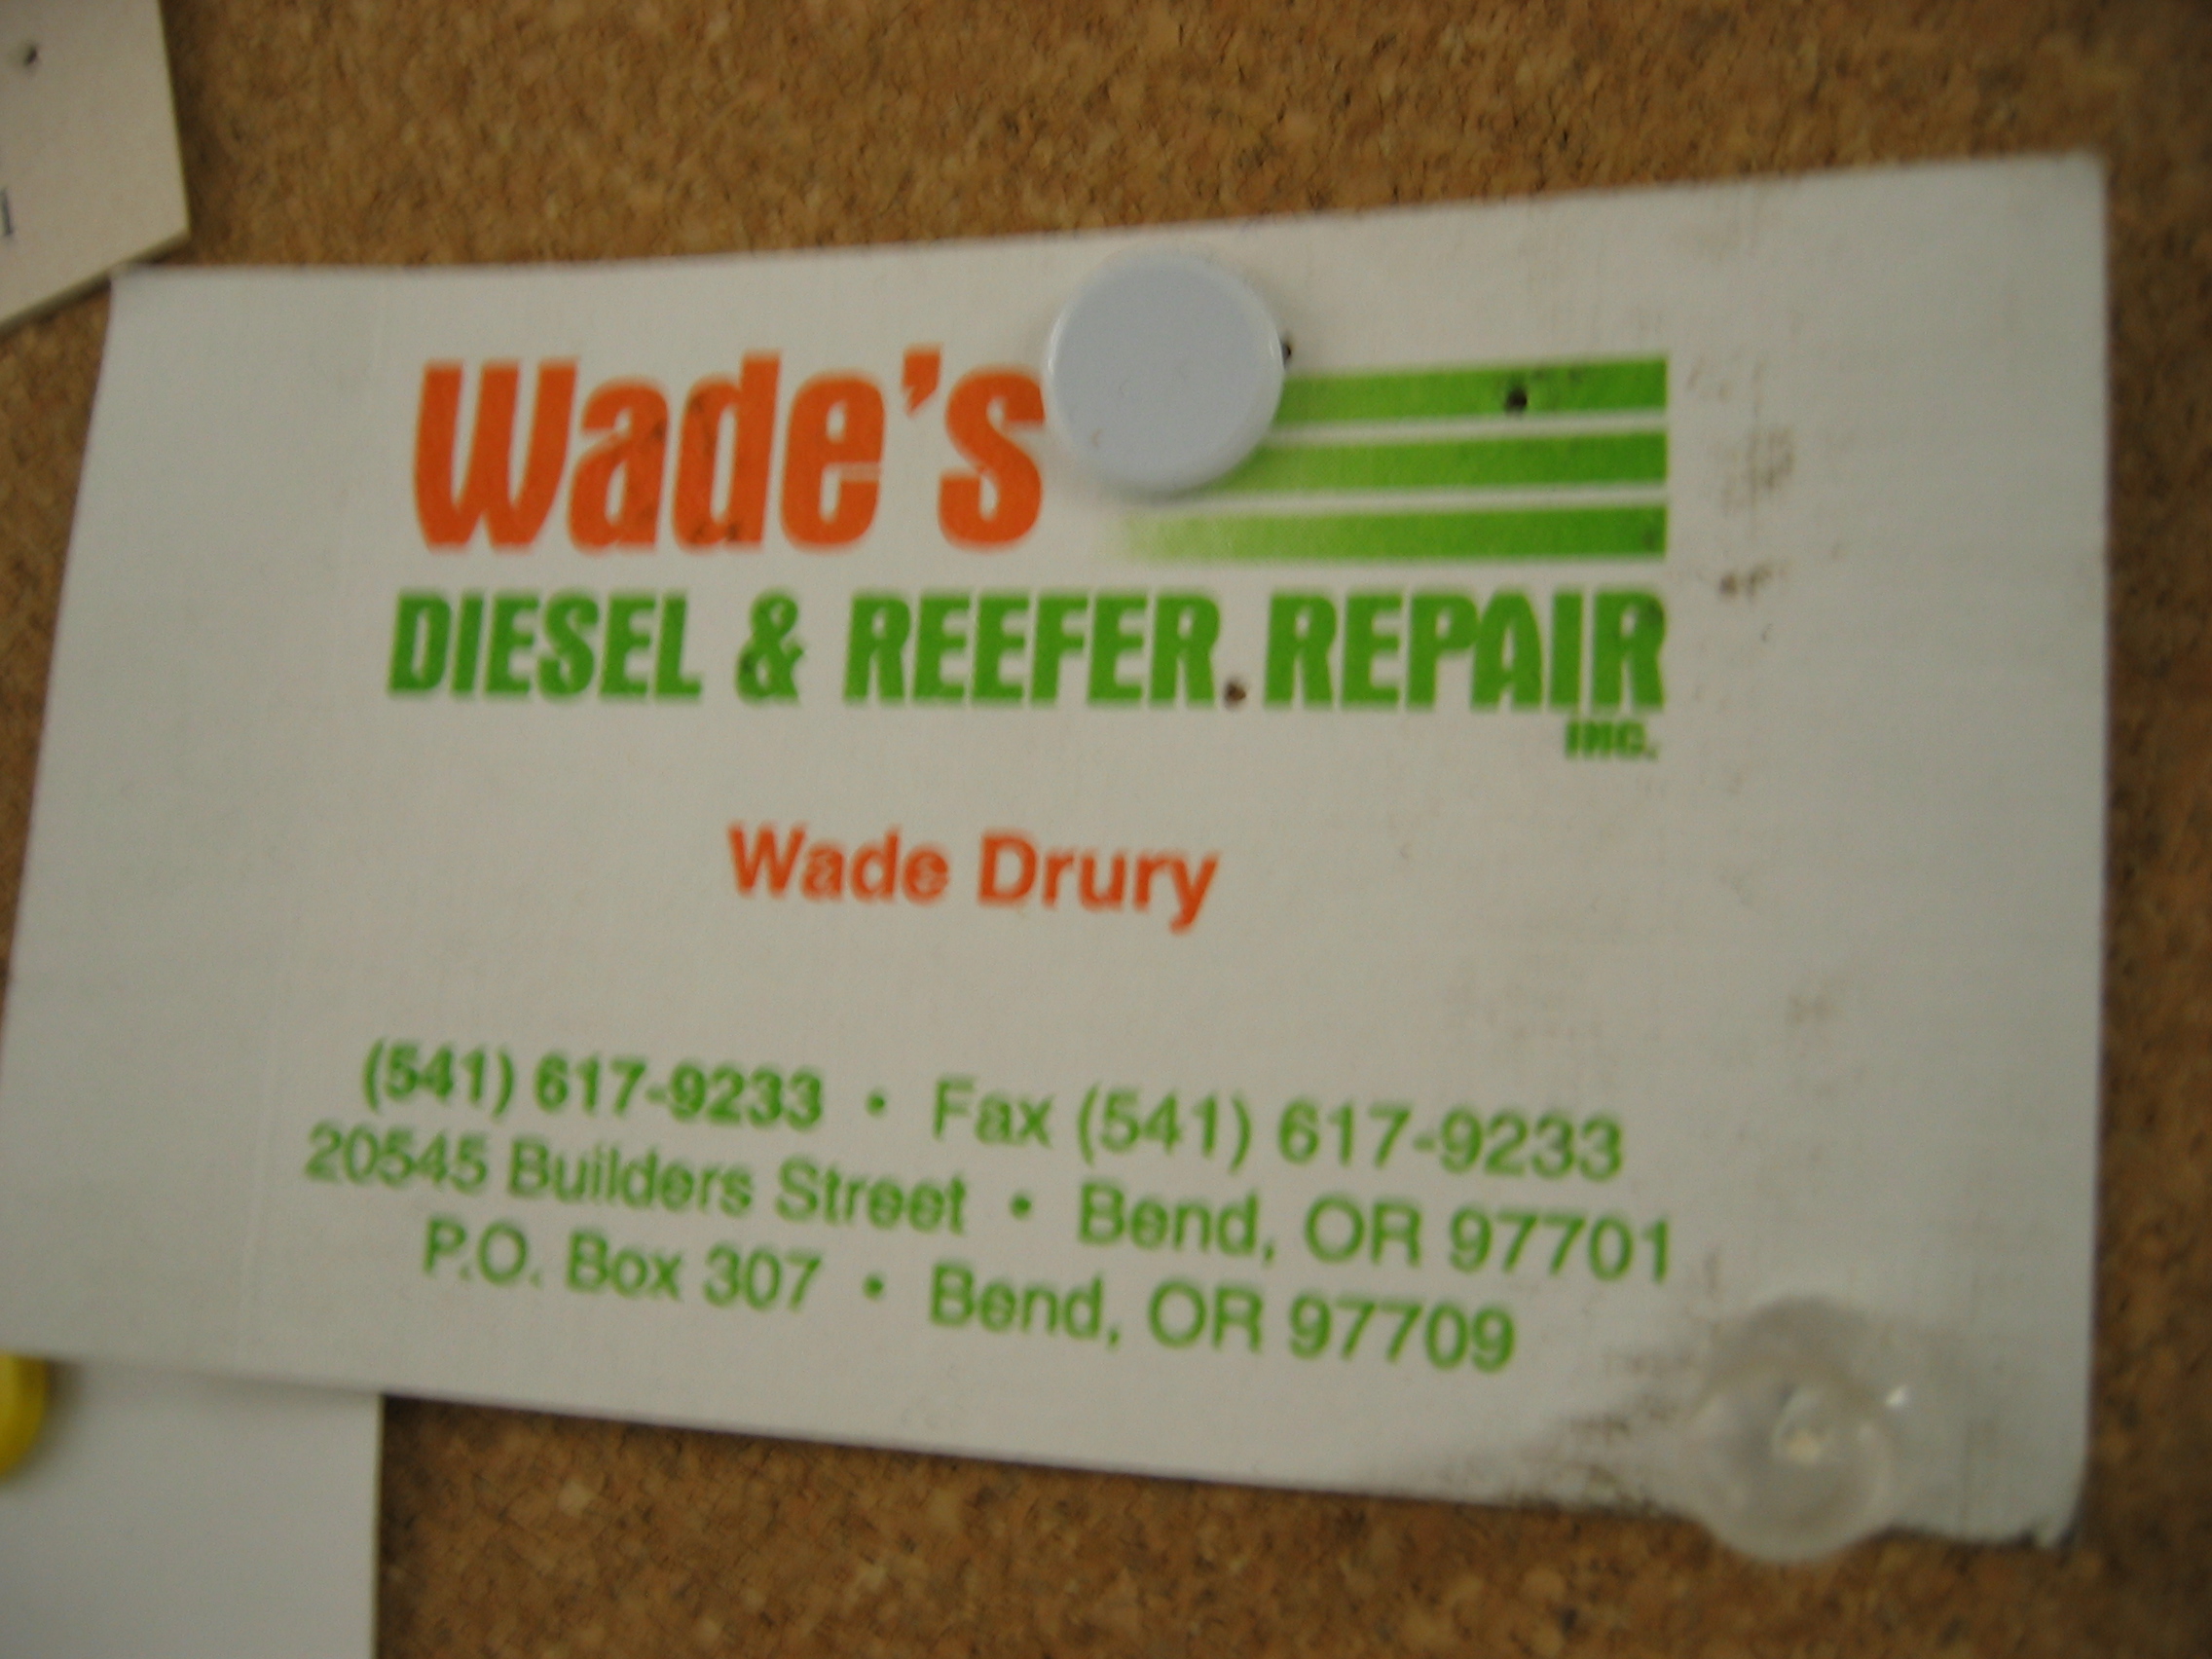 Wade's
DIESEL & REEFER REPAIR
INC.
Wade Drury
(541) 617-9233 • Fax (541) 617-9233
20545 Builders Street • Bend, OR 97701
P.O. Box 307 • Bend, OR 97709